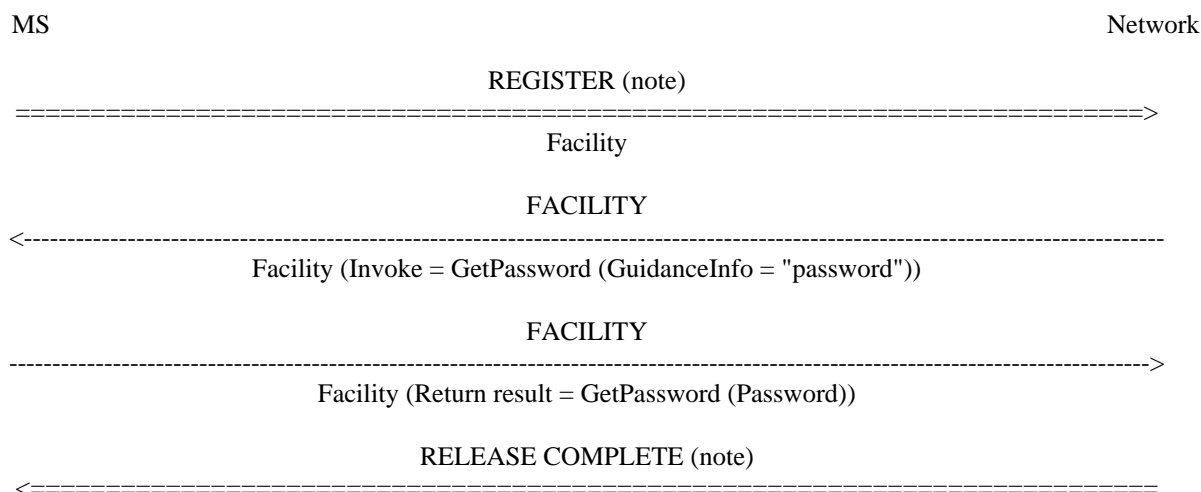 MS Network
REGISTER (note)
===========================================================================>
Facility
FACILITY
<------------------------------------------------------------------------------------------------------------------------------------
Facility (Invoke = GetPassword (GuidanceInfo = "password"))
FACILITY
------------------------------------------------------------------------------------------------------------------------------------>
Facility (Return result = GetPassword (Password))
RELEASE COMPLETE (note)
<===========================================================================